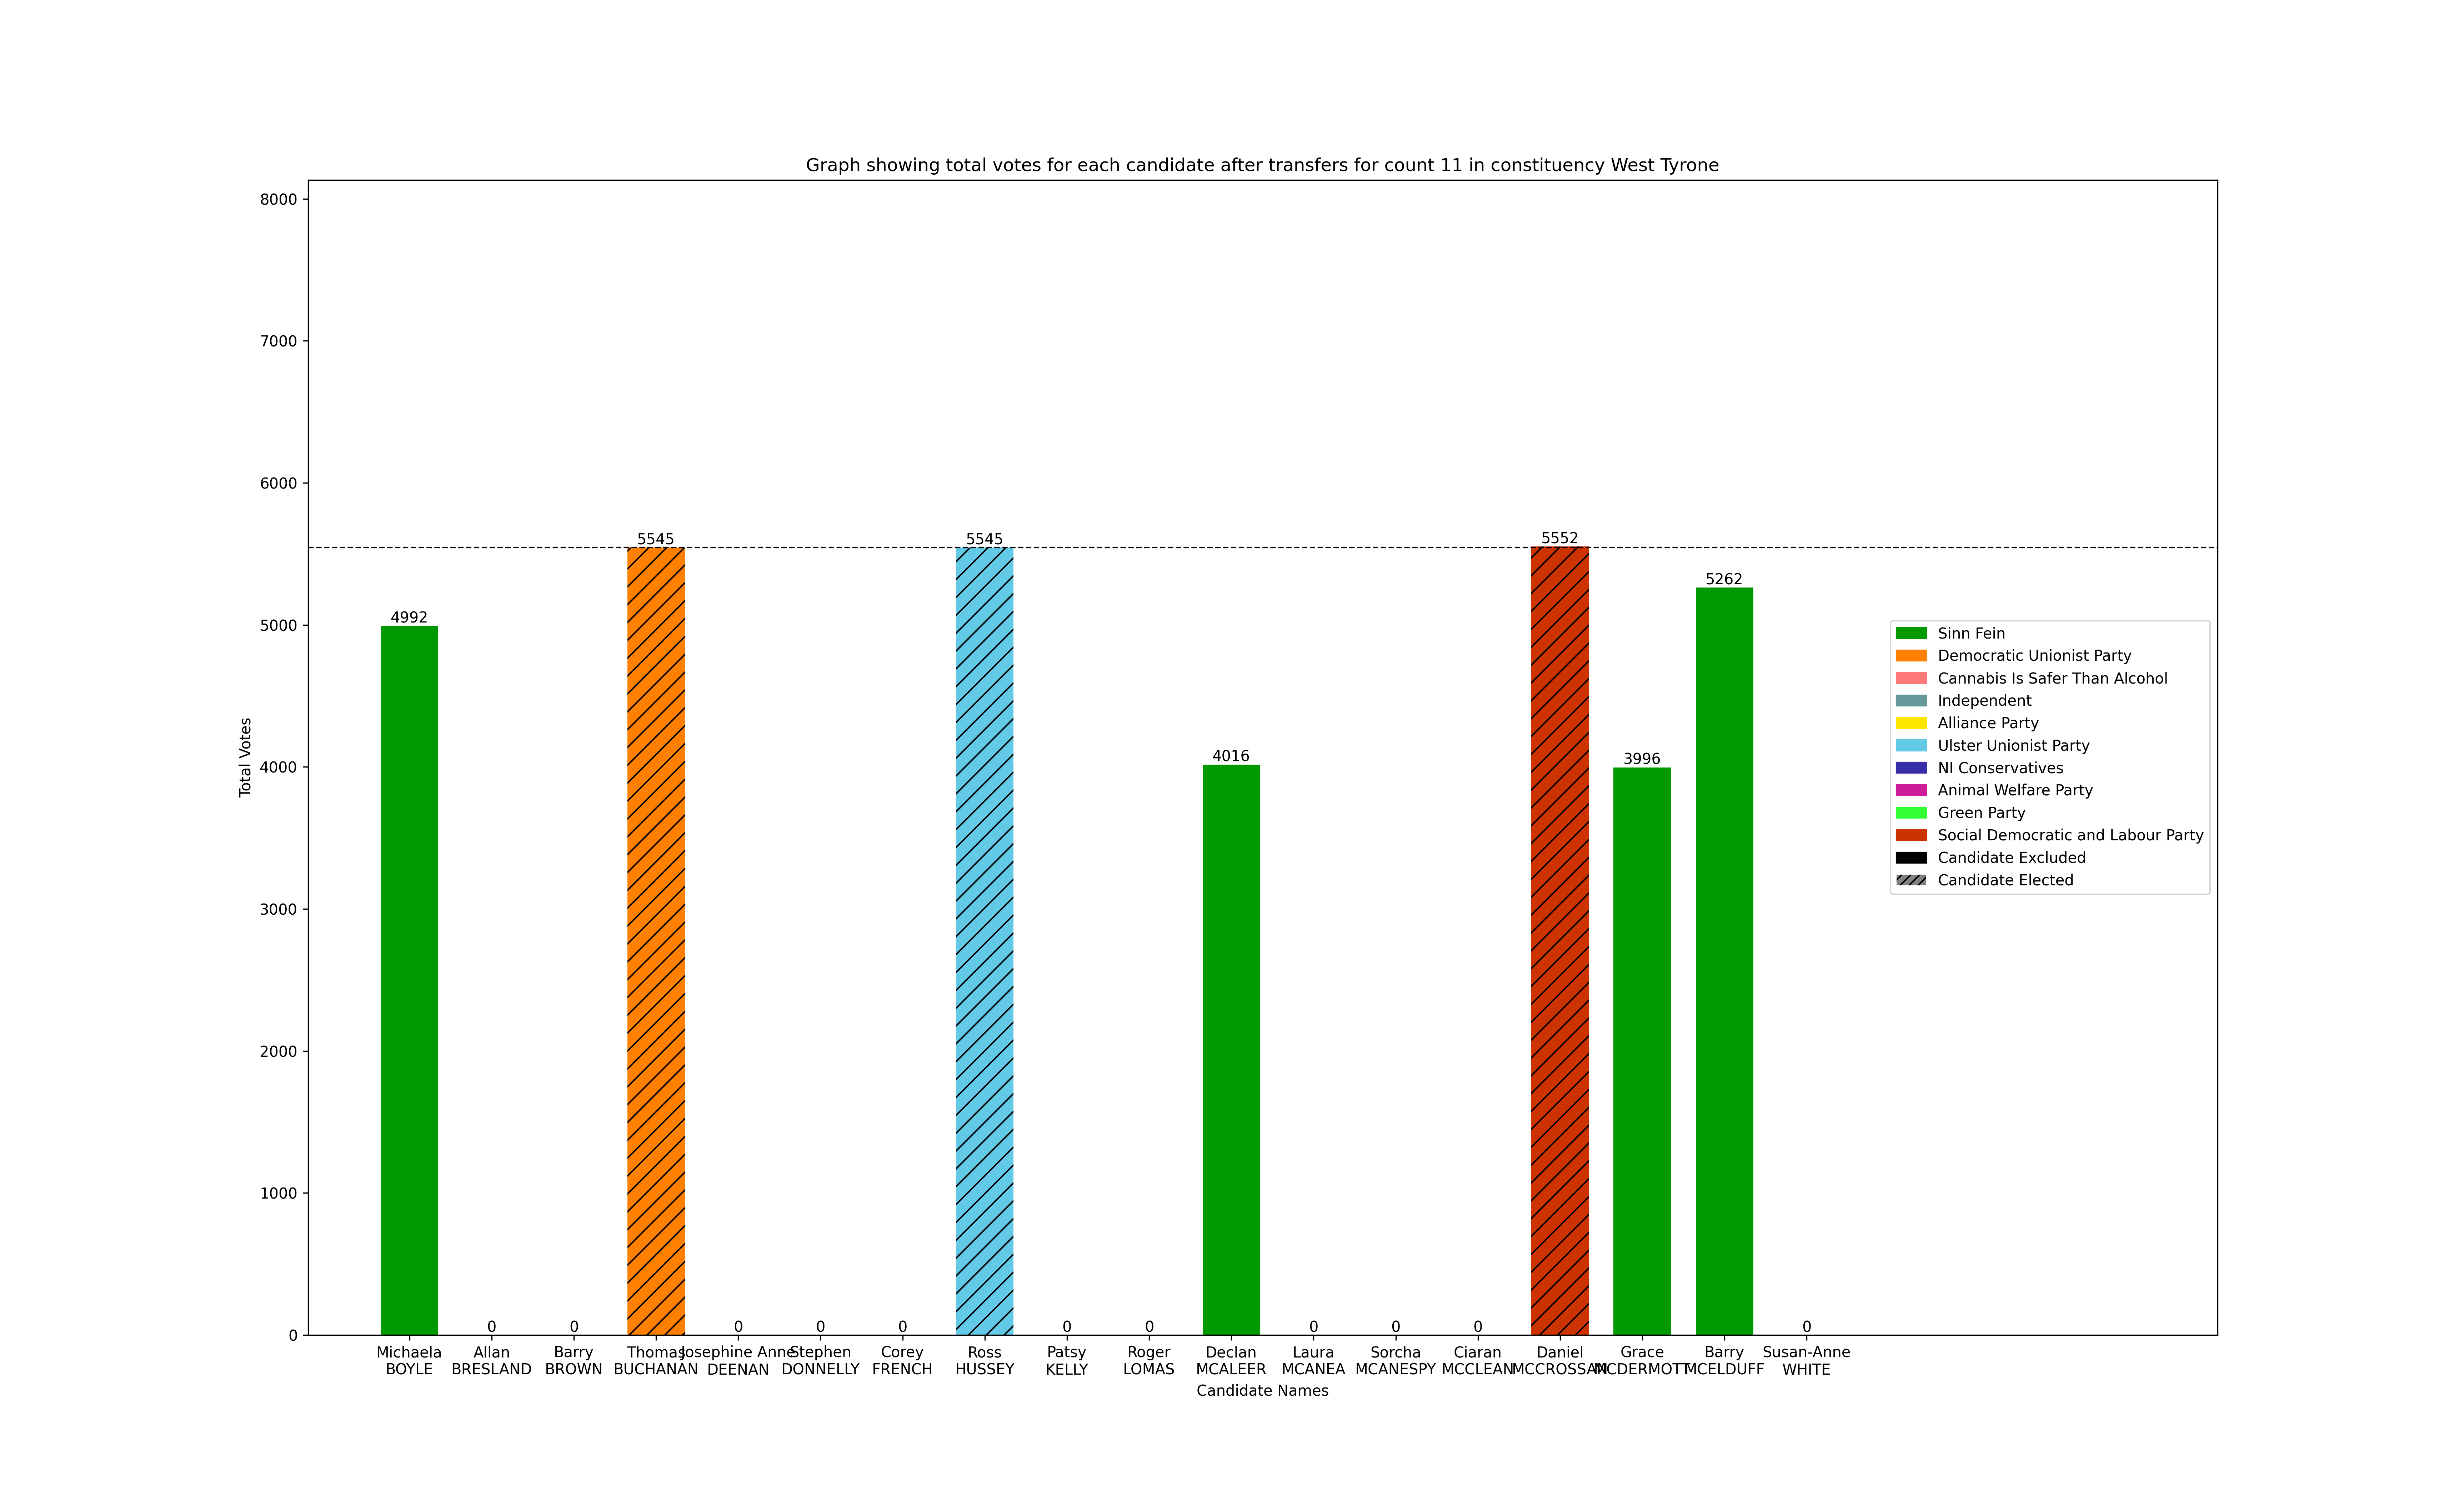 Graph showing total votes for each candidate after transfers for count 11 in constituency West Tyrone
Total Votes
8000
7000
6000
5000
4000
3000
2000
1000
0
4992
0
0
5545
0
0
0
5545
0
0
4016
0
0
0
5552
3996
5262
0
Michaela
BOYLE
Allan
BRESLAND
Barry
BROWN
Thomas
BUCHANAN
Josephine Anne
DEENAN
Stephen
DONNELLY
Corey
FRENCH
Ross
HUSSEY
Patsy
KELLY
Roger
LOMAS
Declan
MCALEER
Laura
MCANEA
Sorcha
MCANESPY
Ciaran
MCCLEAN
Daniel
MCCROSSAN
Grace
MCDERMOTT
Barry
MCELDUFF
Susan-Anne
WHITE
Candidate Names
Sinn Fein
Democratic Unionist Party
Cannabis Is Safer Than Alcohol
Independent
Alliance Party
Ulster Unionist Party
NI Conservatives
Animal Welfare Party
Green Party
Social Democratic and Labour Party
Candidate Excluded
Candidate Elected